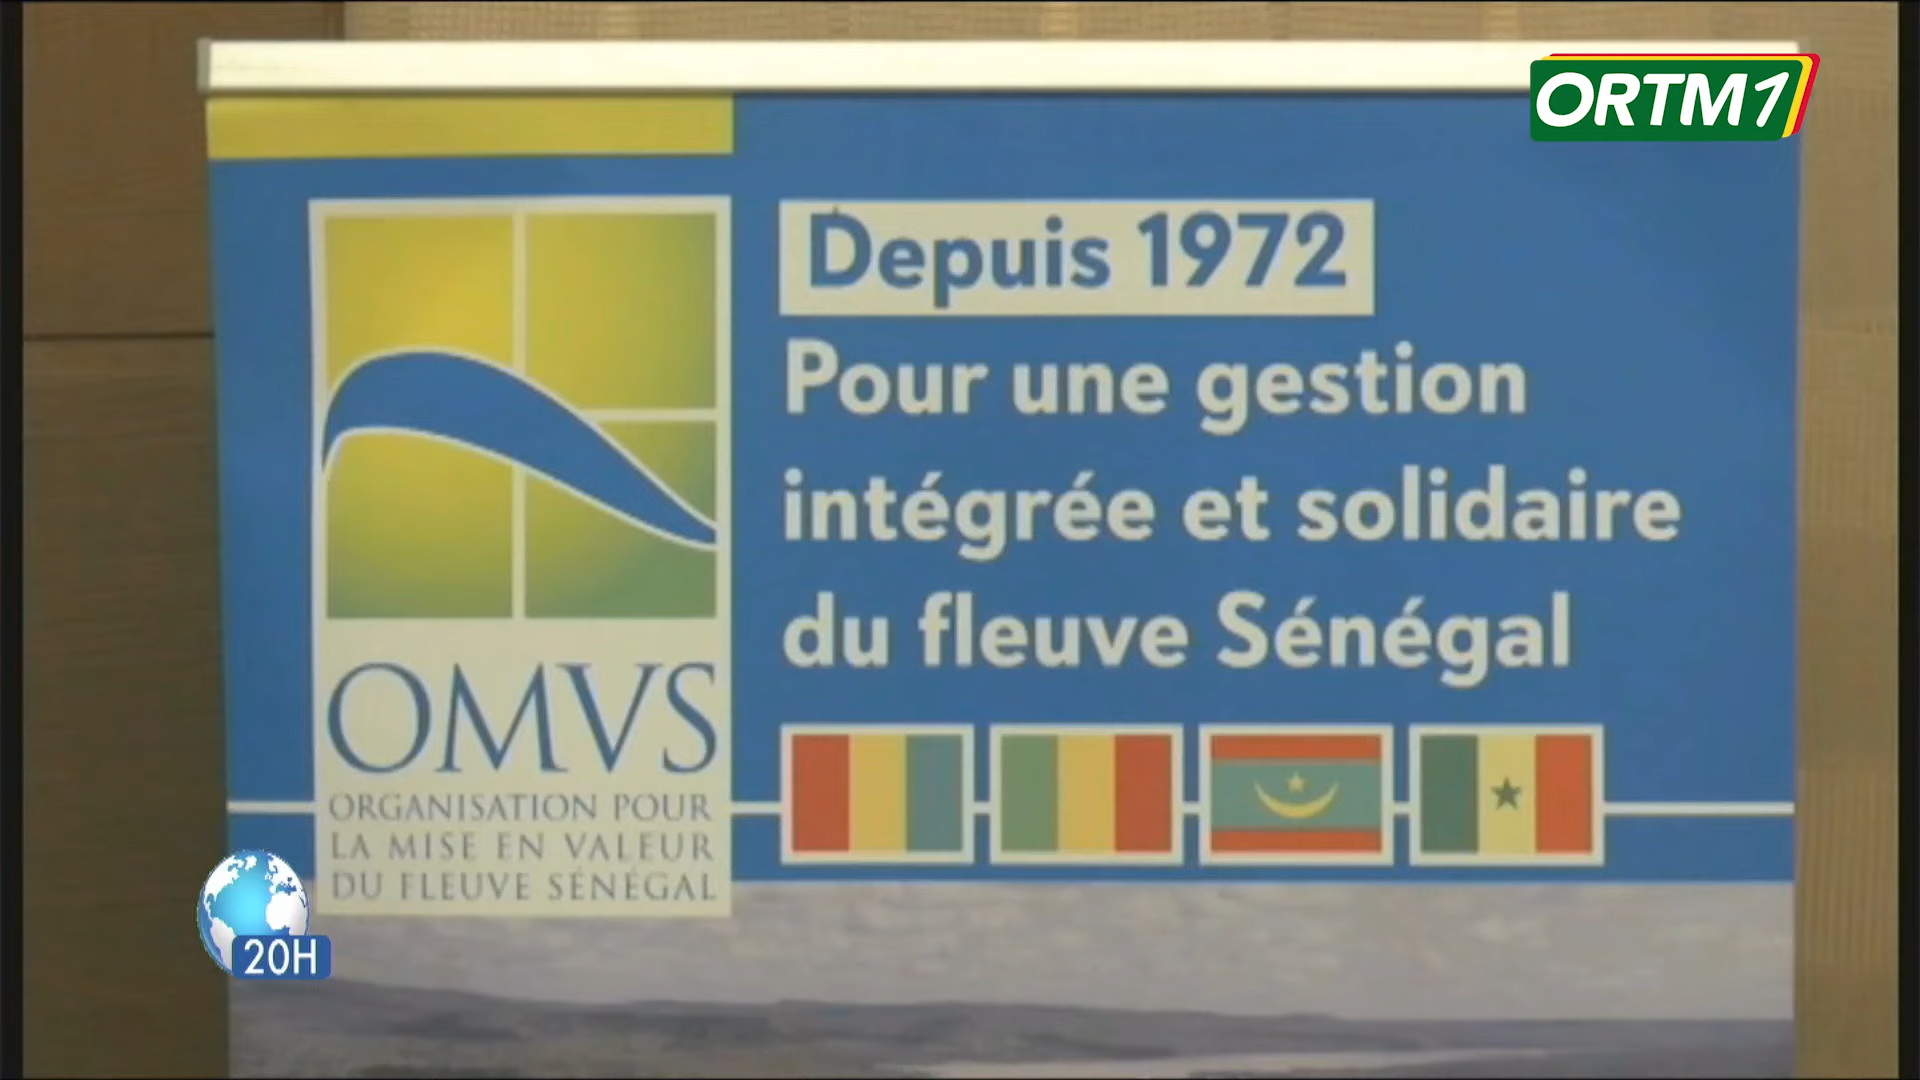 ORTM1
Depuis 1972
Pour une gestion
intégrée et solidaire
du fleuve Sénégal
OMVS
ORGANISATION POUR
LA MISE EN VALEUR
DU FLEUVE SÉNÉGAL
20H